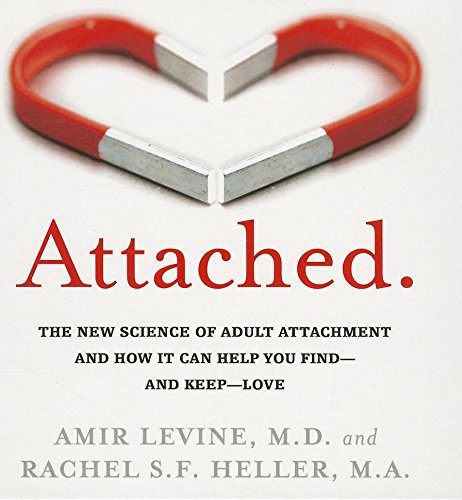 Attached.
THE NEW SCIENCE OF ADULT ATTACHMENT
AND HOW IT CAN HELP YOU FIND—
AND KEEP—LOVE
AMIR LEVINE, M.D. and
RACHEL S.F. HELLER, M.A.